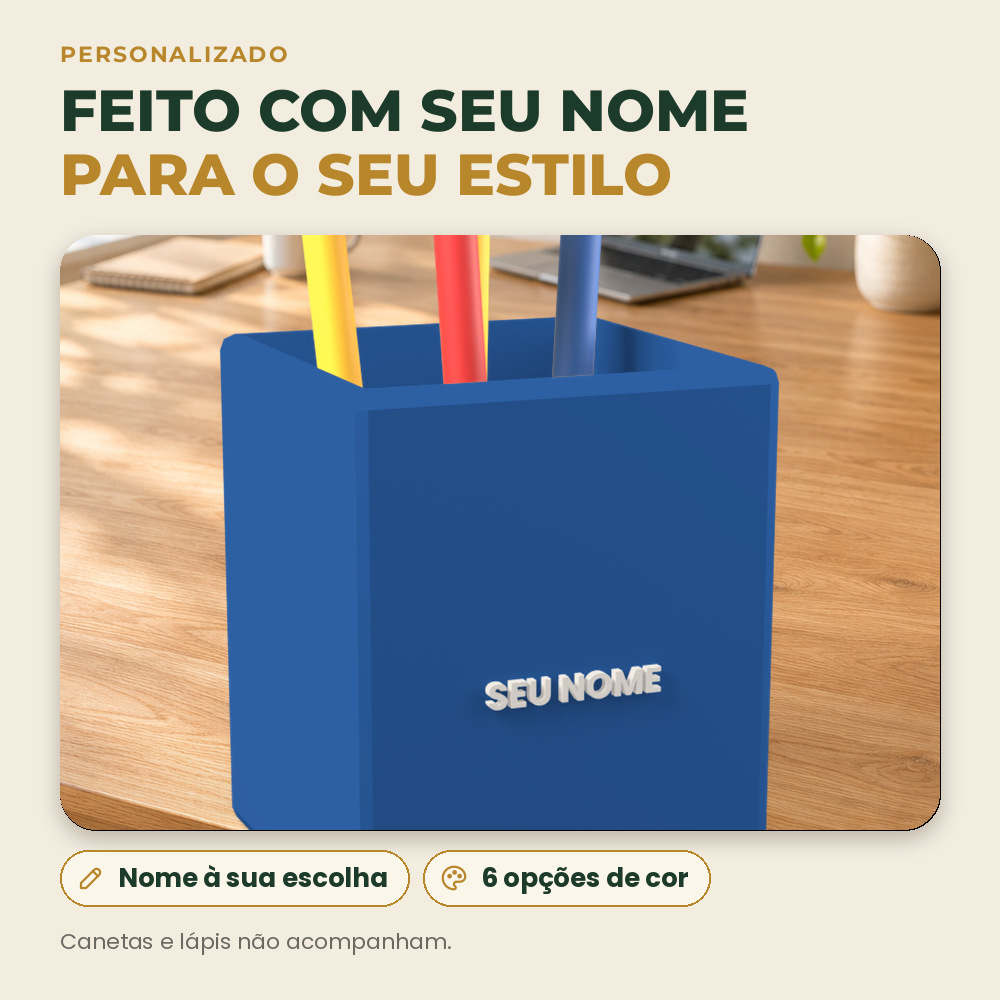 PERSONALIZADO
FEITO COM SEU NOME
PARA O SEU ESTILO
SEU NOME
Nome à sua escolha
6 opções de cor
Canetas e lápis não acompanham.